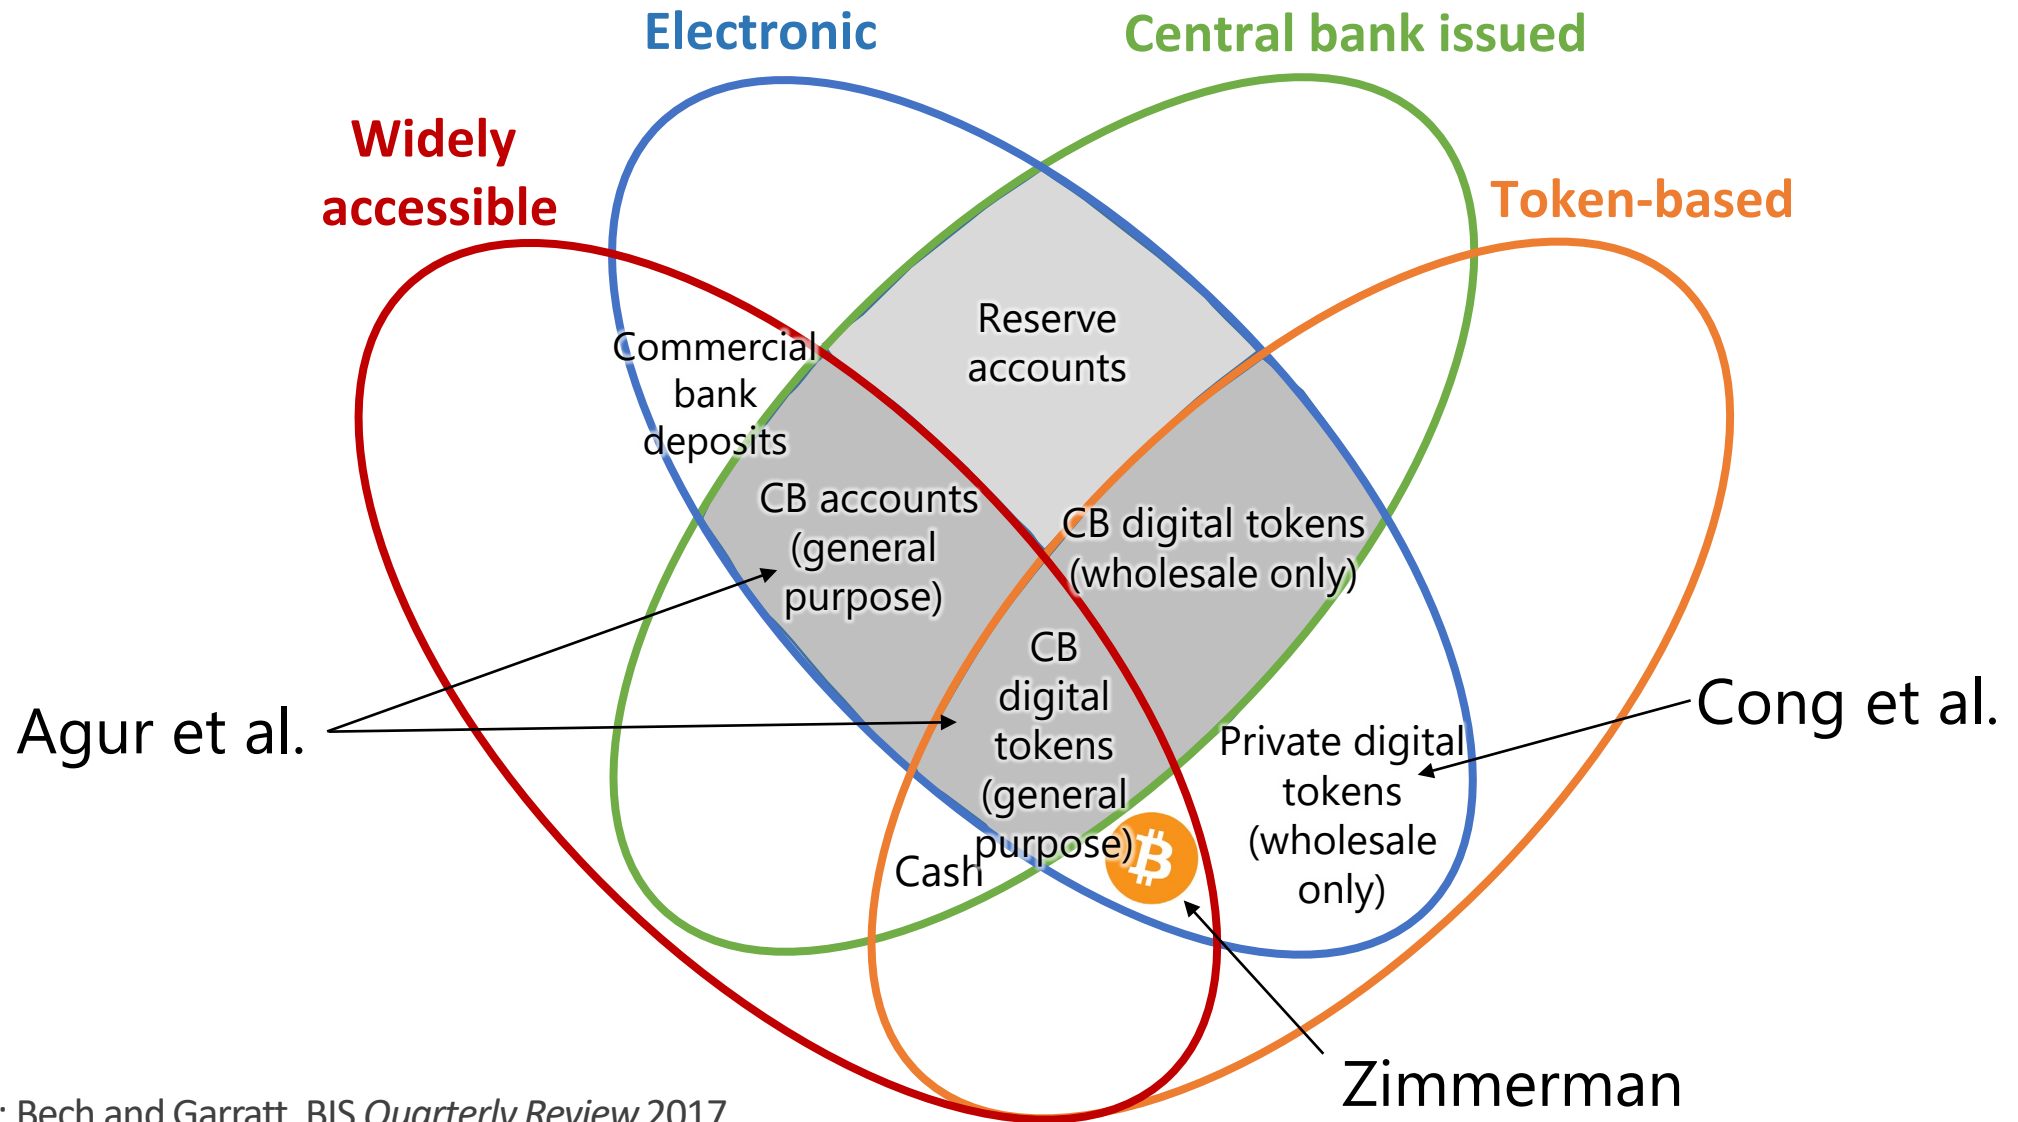 Electronic
Central bank issued
Widely
accessible
Token-based
Reserve
accounts
Commercial
bank
deposits
CB accounts
(general
purpose)
CB digital tokens
(wholesale only)
CB
digital
tokens
(general
purpose)
Agur et al.
Cong et al.
Private digital
tokens
(wholesale
only)
Cash
₿
Zimmerman
: Bech and Garratt, BIS Quarterly Review 2017